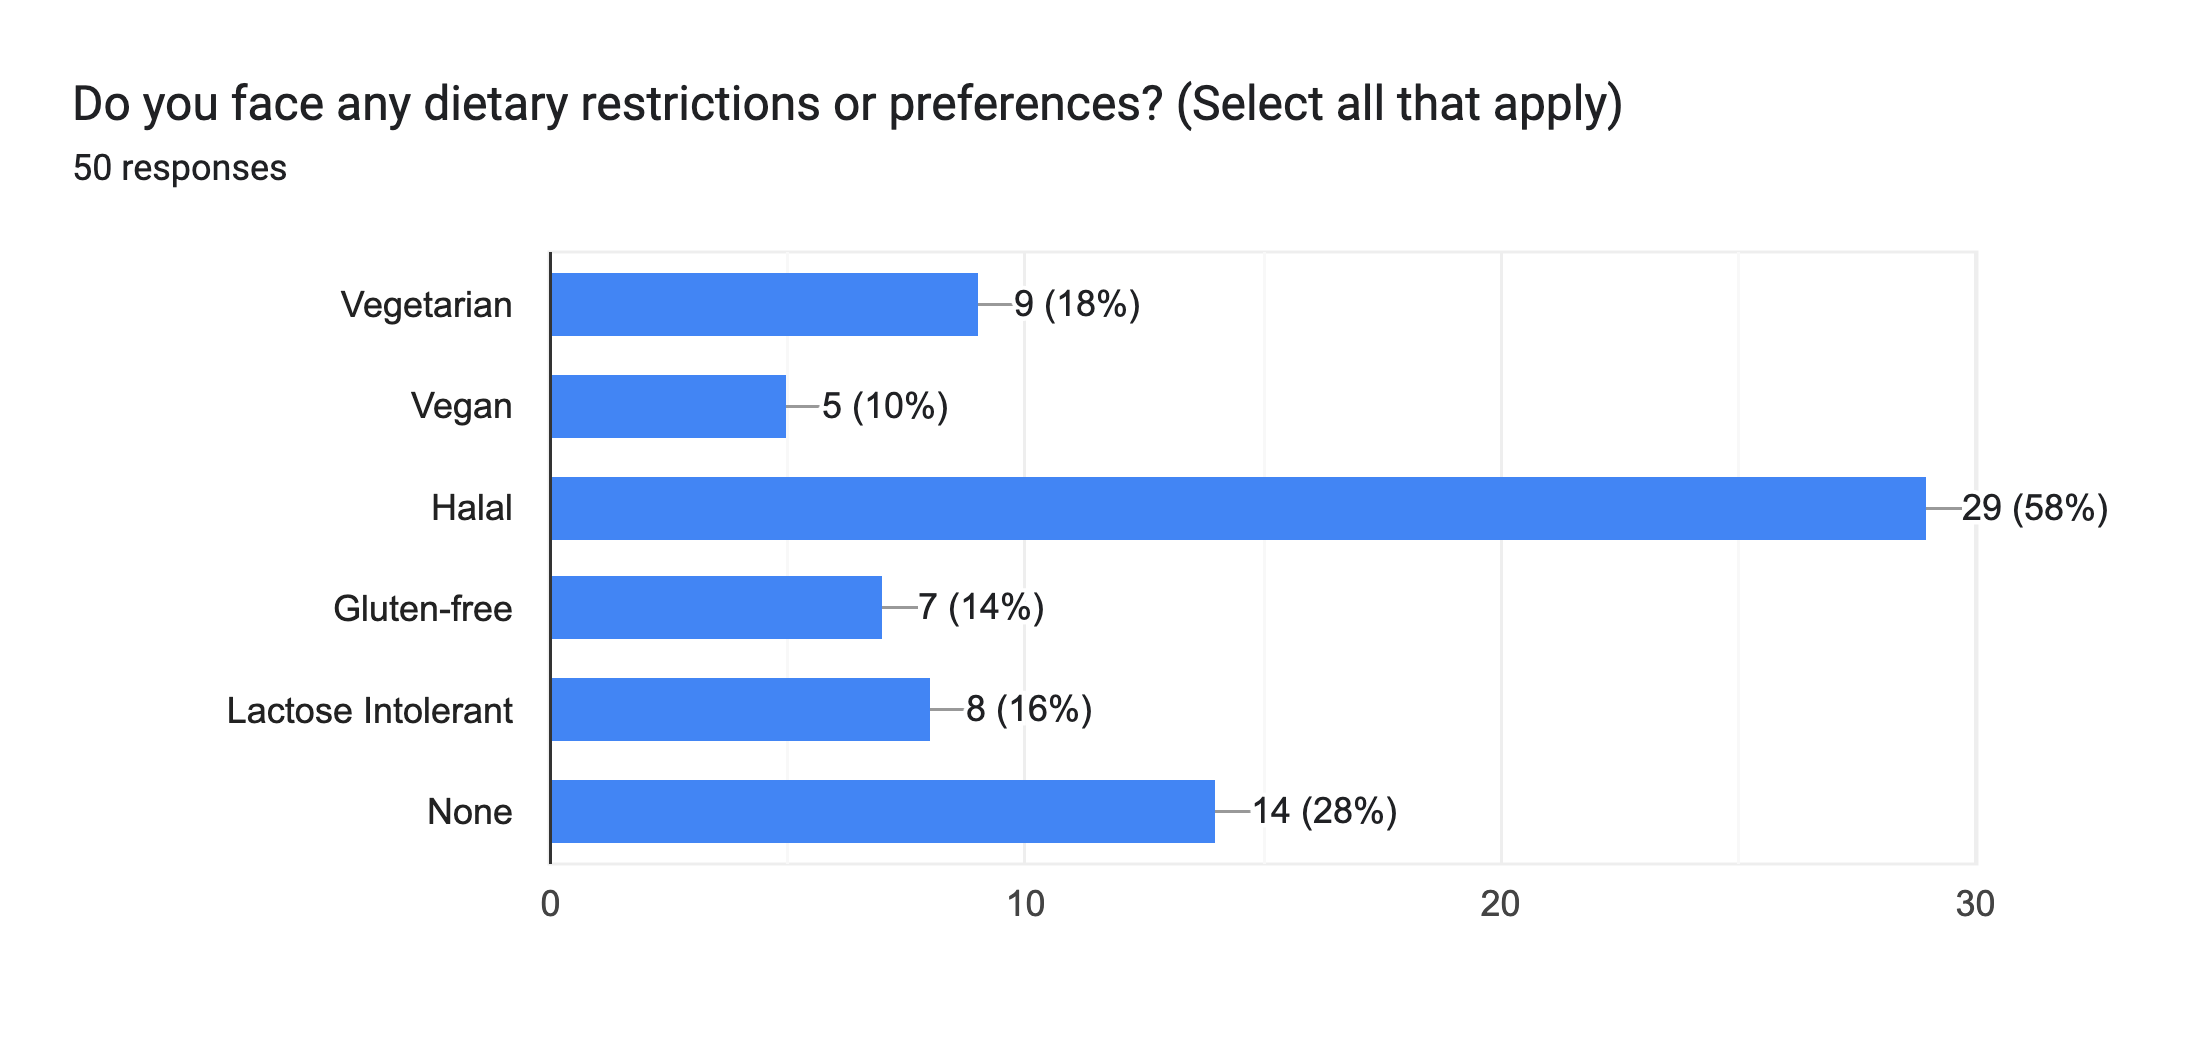 Do you face any dietary restrictions or preferences? (Select all that apply)
50 responses
Vegetarian 9 (18%)
Vegan 5 (10%)
Halal 29 (58%)
Gluten-free 7 (14%)
Lactose Intolerant 8 (16%)
None 14 (28%)
0 10 20 30